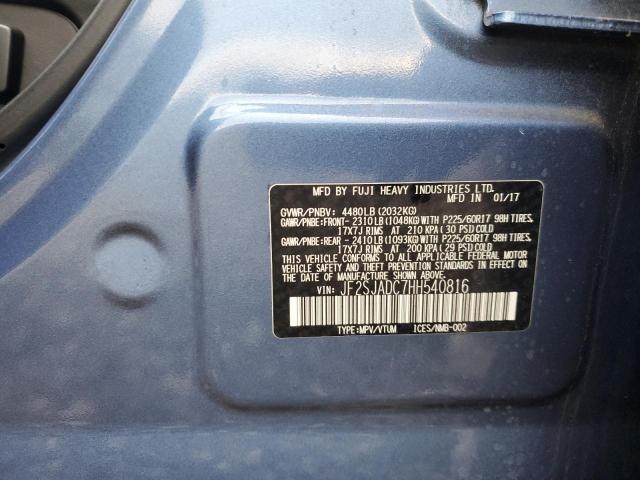 MFD BY FUJI HEAVY INDUSTRIES LTD.
MFD IN 01/17
GVWR/PNBV: 4480LB(2032KG)
GAWR/PNBE:FRONT- 2310LB(1048KG)WITH P225/60R17 98H TIRES,
17X7J RIMS AT 210 KPA(30 PSI)COLD
GAWR/PNBE:REAR - 2410LB(1093KG)WITH P225/60R17 98H TIRES,
17X7J RIMS AT 200 KPA(29 PSI)COLD
THIS VEHICLE CONFORMS TO ALL APPLICABLE FEDERAL MOTOR
VEHICLE SAFETY AND THEFT PREVENTION STANDARDS IN EFFECT
ON THE DATE OF MANUFACTURE SHOWN ABOVE.
VIN: JF2SJADC7HH540816
TYPE:MPV/VTUM ICES/NMB-002